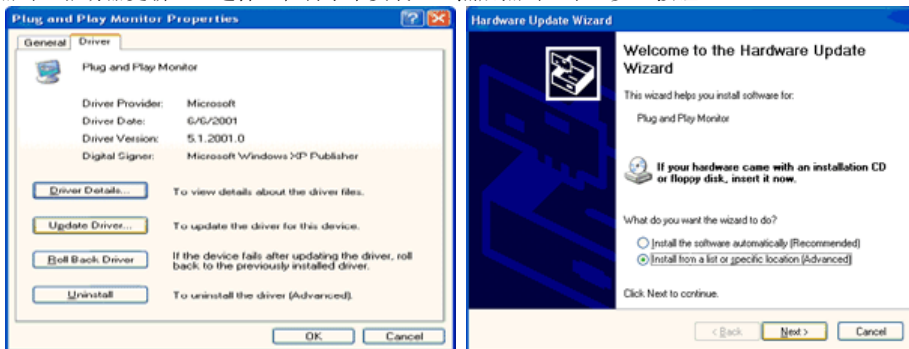 Plug and Play Monitor Properties
General Driver
Plug and Play Monitor
Driver Provider: Microsoft
Driver Date: 6/6/2001
Driver Version: 5.1.2001.0
Digital Signer: Microsoft Windows XP Publisher
Driver Details... To view details about the driver files.
Update Driver... To update the driver for this device.
Roll Back Driver If the device fails after updating the driver, roll
back to the previously installed driver.
Uninstall To uninstall the driver (Advanced).
OK Cancel
Hardware Update Wizard
Welcome to the Hardware Update
Wizard
This wizard helps you install software for:
Plug and Play Monitor
If your hardware came with an installation CD
or floppy disk, insert it now.
What do you want the wizard to do?
Install the software automatically (Recommended)
Install from a list or specific location (Advanced)
Click Next to continue.
< Back Next > Cancel